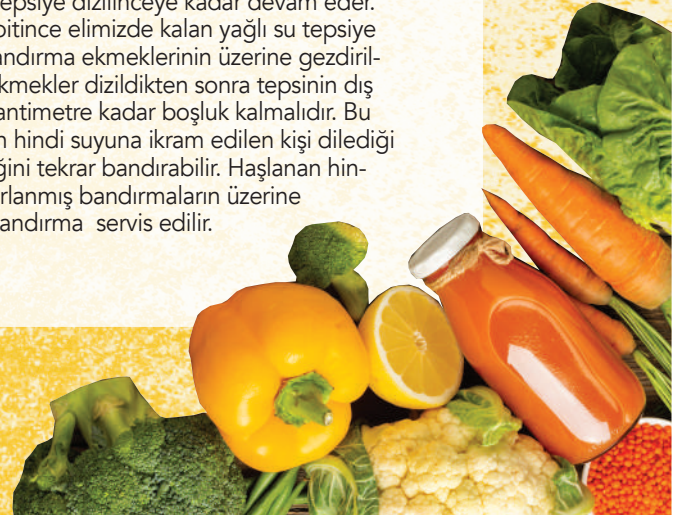 tepsiye dizilinceye kadar devam eder.
bitince elimizde kalan yağlı su tepsiye
andırma ekmeklerinin üzerine gezdiril-
kmekler dizildikten sonra tepsinin dış
antimetre kadar boşluk kalmalıdır. Bu
n hindi suyuna ikram edilen kişi dilediği
ğini tekrar bandırabilir. Haşlanan hin-
ırlanmış bandırmaların üzerine
andırma servis edilir.